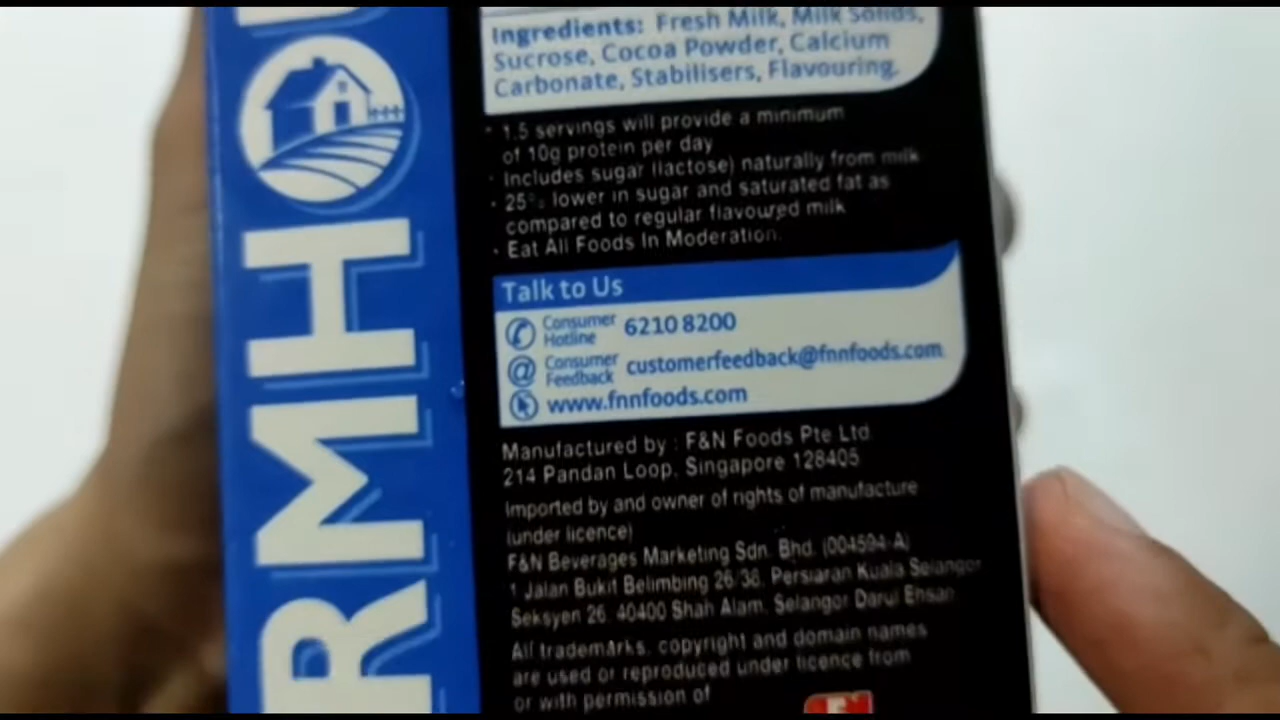 RMHOU
Ingredients: Fresh Milk, Milk Solids,
Sucrose, Cocoa Powder, Calcium
Carbonate, Stabilisers, Flavouring.
• 1.5 servings will provide a minimum
of 10g protein per day
• Includes sugar (lactose) naturally from milk
• 25% lower in sugar and saturated fat as
compared to regular flavoured milk
• Eat All Foods In Moderation.
Talk to Us
Consumer Hotline 6210 8200
Consumer Feedback customerfeedback@fnnfoods.com
www.fnnfoods.com
Manufactured by : F&N Foods Pte Ltd
214 Pandan Loop, Singapore 128405
Imported by and owner of rights of manufacture
(under licence)
F&N Beverages Marketing Sdn. Bhd. (004594-A)
1 Jalan Bukit Belimbing 26/38, Persiaran Kuala Selangor
Seksyen 26, 40400 Shah Alam, Selangor Darul Ehsan
All trademarks, copyright and domain names
are used or reproduced under licence from
or with permission of